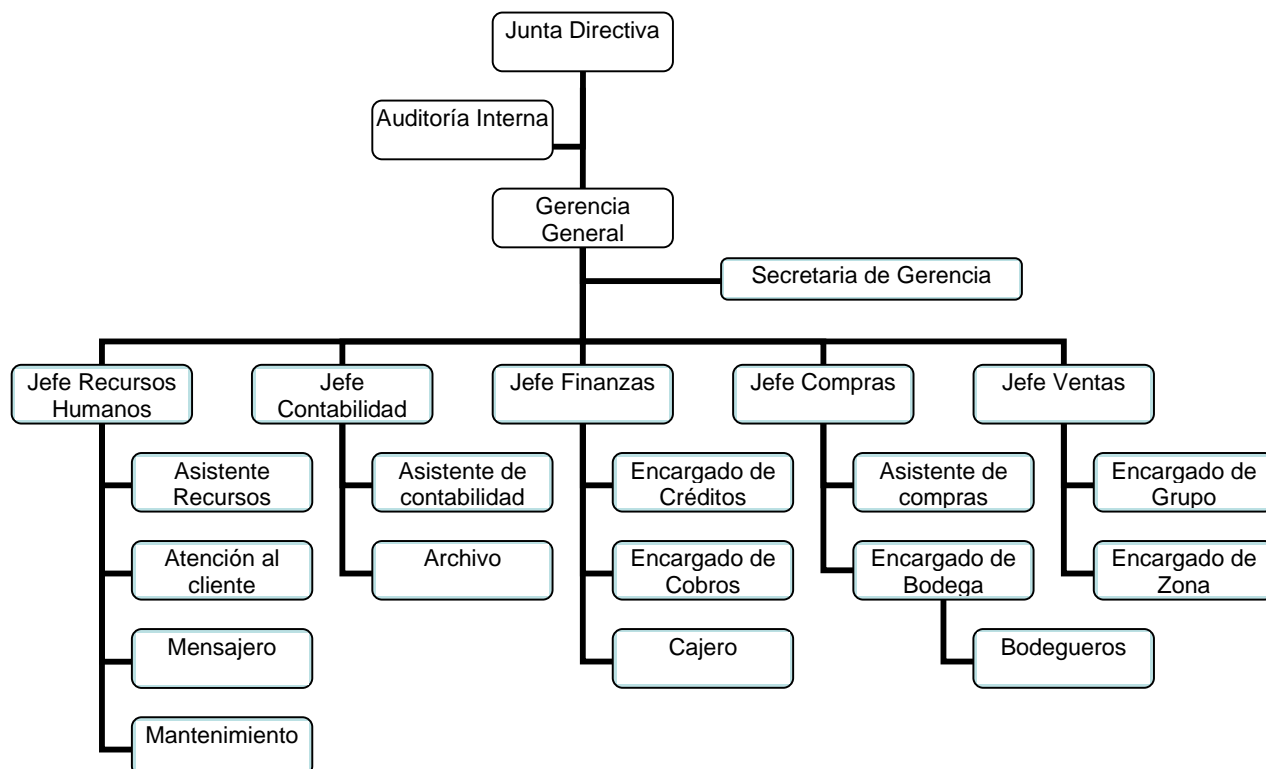 Junta Directiva
Auditoría Interna
Gerencia
General
Secretaria de Gerencia
Jefe Recursos
Humanos
Jefe
Contabilidad
Jefe Finanzas
Jefe Compras
Jefe Ventas
Asistente
Recursos
Asistente de
contabilidad
Encargado de
Créditos
Asistente de
compras
Encargado de
Grupo
Atención al
cliente
Archivo
Encargado de
Cobros
Encargado de
Bodega
Encargado de
Zona
Mensajero
Cajero
Bodegueros
Mantenimiento